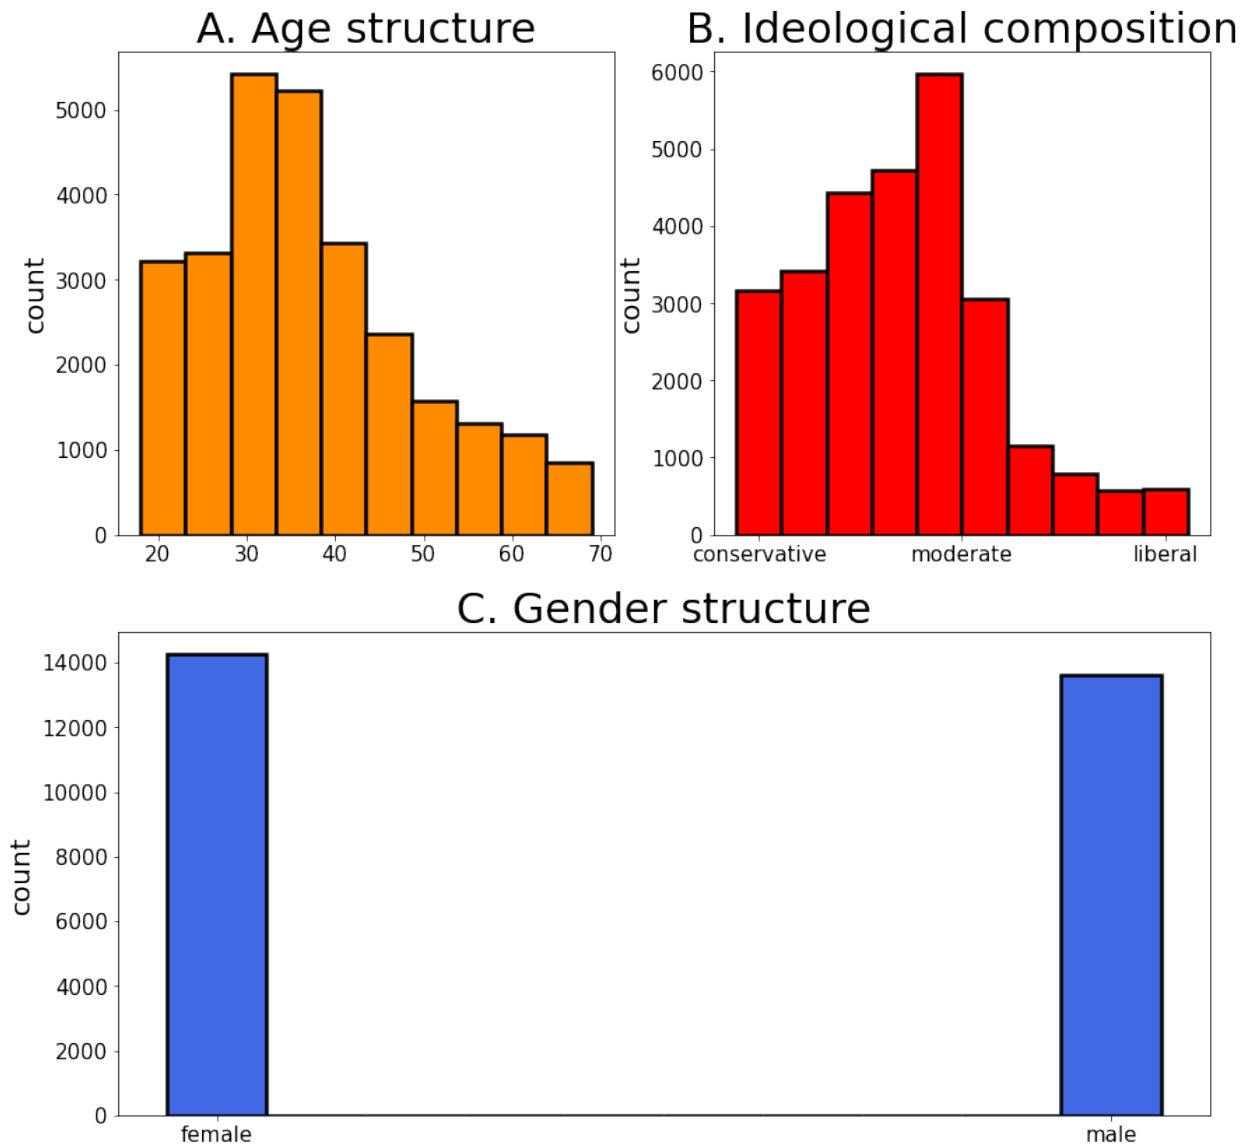 A. Age structure
count
5000
4000
3000
2000
1000
0
20 30 40 50 60 70
B. Ideological composition
count
6000
5000
4000
3000
2000
1000
0
conservative moderate liberal
C. Gender structure
count
14000
12000
10000
8000
6000
4000
2000
0
female male